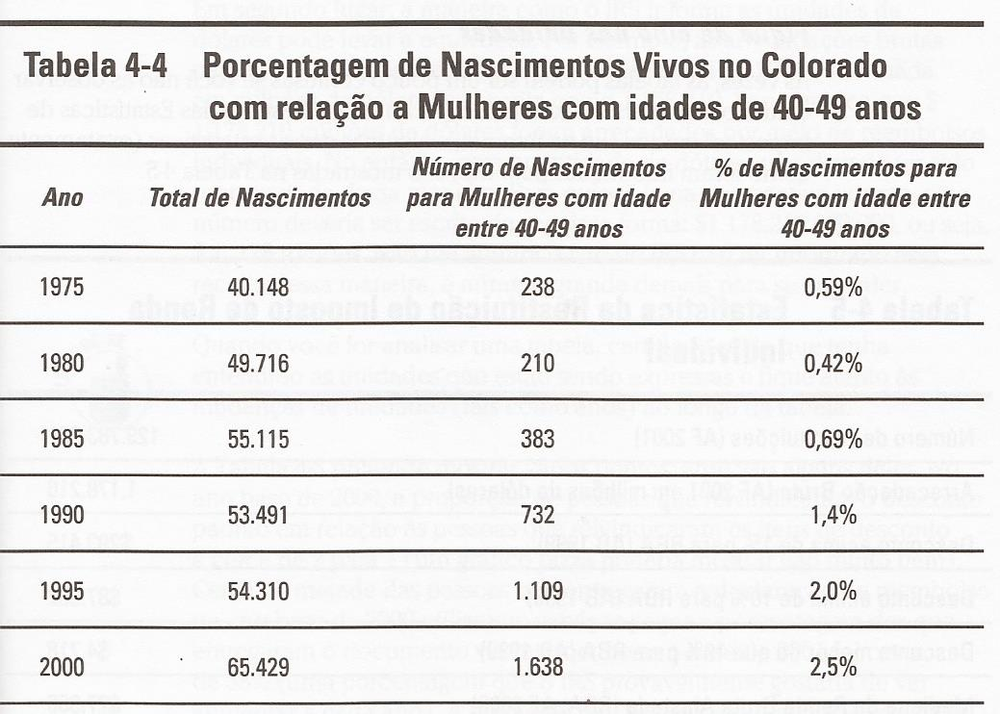 Tabela 4-4 Porcentagem de Nascimentos Vivos no Colorado
com relação a Mulheres com idades de 40-49 anos
Número de Nascimentos % de Nascimentos para
Ano Total de Nascimentos para Mulheres com idade Mulheres com idade entre
entre 40-49 anos 40-49 anos
1975 40.148 238 0,59%
1980 49.716 210 0,42%
1985 55.115 383 0,69%
1990 53.491 732 1,4%
1995 54.310 1.109 2,0%
2000 65.429 1.638 2,5%